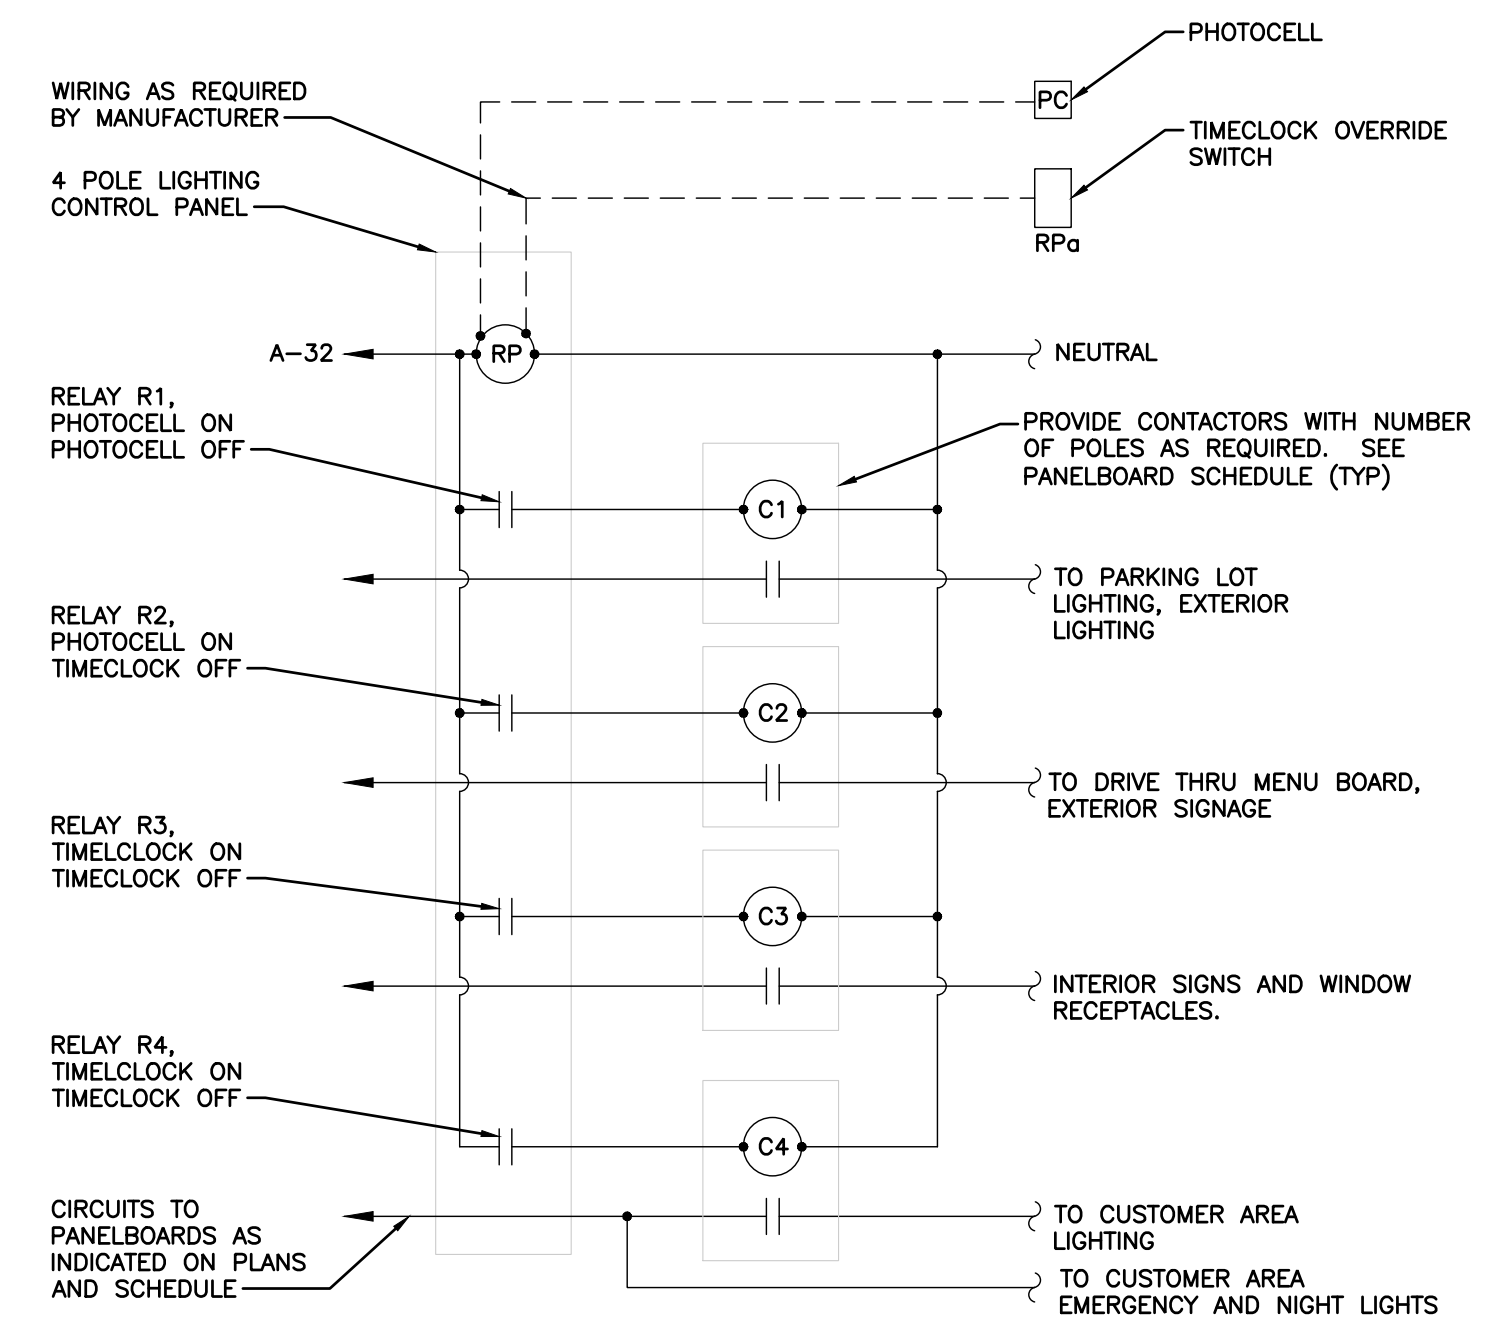 PHOTOCELL
WIRING AS REQUIRED
BY MANUFACTURER
PC
TIMECLOCK OVERRIDE
SWITCH
4 POLE LIGHTING
CONTROL PANEL
RPa
A-32
RP
NEUTRAL
RELAY R1,
PHOTOCELL ON
PHOTOCELL OFF
PROVIDE CONTACTORS WITH NUMBER
OF POLES AS REQUIRED. SEE
PANELBOARD SCHEDULE (TYP)
C1
TO PARKING LOT
LIGHTING, EXTERIOR
LIGHTING
RELAY R2,
PHOTOCELL ON
TIMECLOCK OFF
C2
TO DRIVE THRU MENU BOARD,
EXTERIOR SIGNAGE
RELAY R3,
TIMELCLOCK ON
TIMECLOCK OFF
C3
INTERIOR SIGNS AND WINDOW
RECEPTACLES.
RELAY R4,
TIMELCLOCK ON
TIMECLOCK OFF
C4
CIRCUITS TO
PANELBOARDS AS
INDICATED ON PLANS
AND SCHEDULE
TO CUSTOMER AREA
LIGHTING
TO CUSTOMER AREA
EMERGENCY AND NIGHT LIGHTS